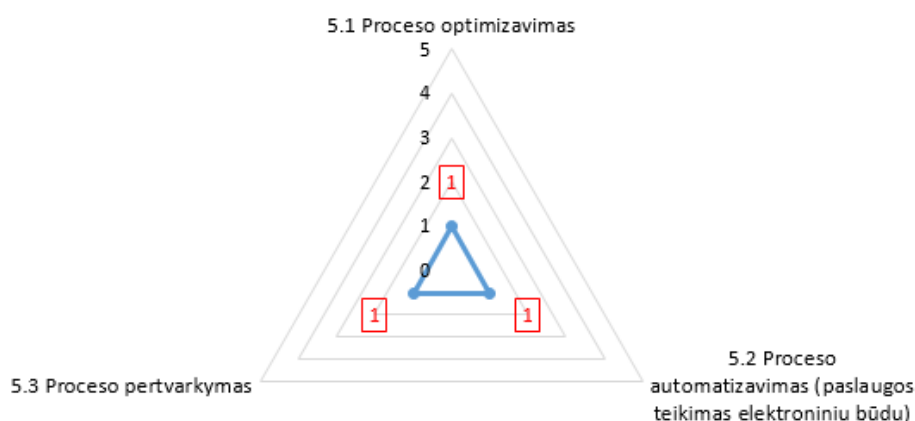 5.1 Proceso optimizavimas
5
4
3
2
1
1
0
1
1
5.3 Proceso pertvarkymas
5.2 Proceso
automatizavimas (paslaugos
teikimas elektroniniu būdu)